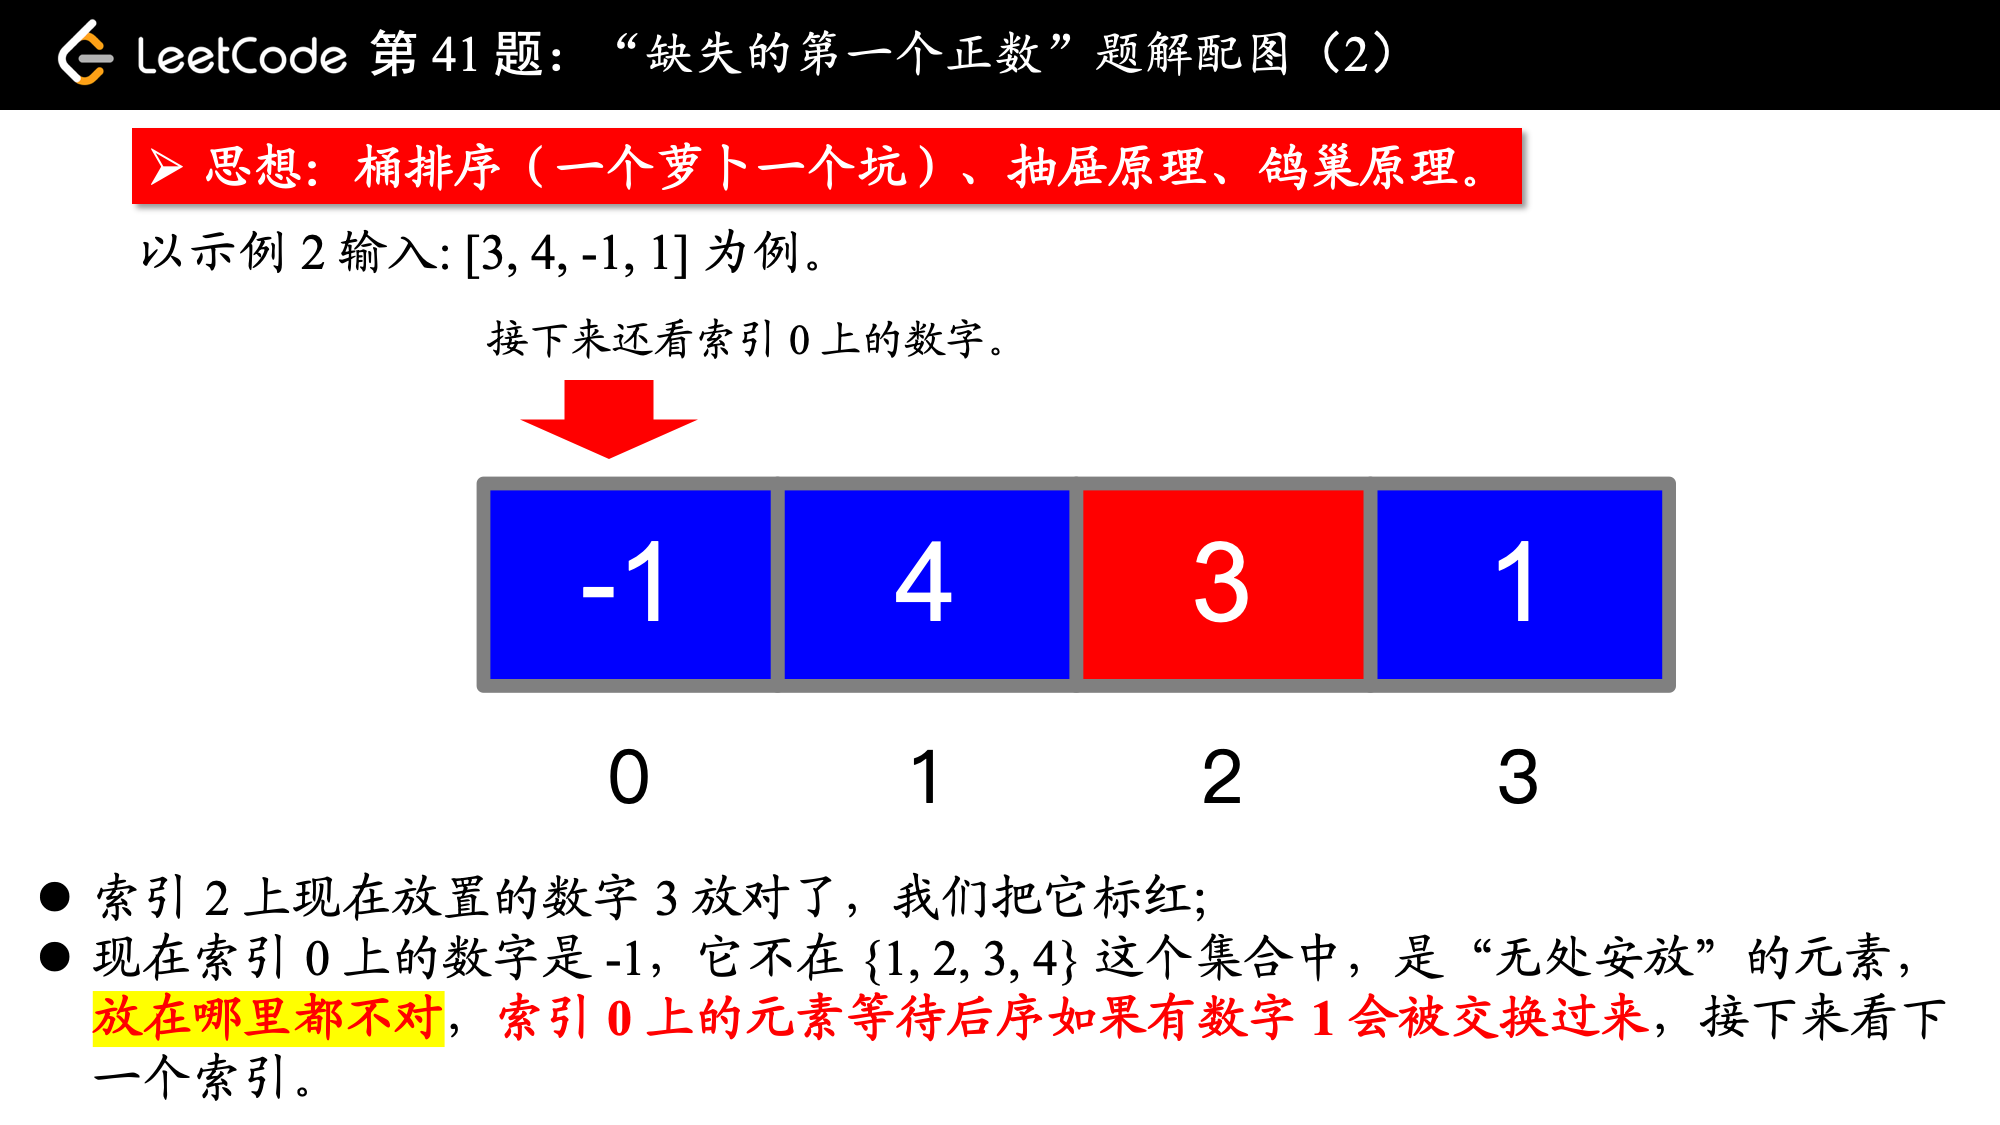 LeetCode 第 41 题：“缺失的第一个正数”题解配图（2）
➢ 思想：桶排序（一个萝卜一个坑）、抽屉原理、鸽巢原理。
以示例 2 输入: [3, 4, -1, 1] 为例。
接下来还看索引 0 上的数字。
-1 4 3 1
0 1 2 3
● 索引 2 上现在放置的数字 3 放对了，我们把它标红；
● 现在索引 0 上的数字是 -1，它不在 {1, 2, 3, 4} 这个集合中，是“无处安放”的元素，
放在哪里都不对，索引 0 上的元素等待后序如果有数字 1 会被交换过来，接下来看下
一个索引。